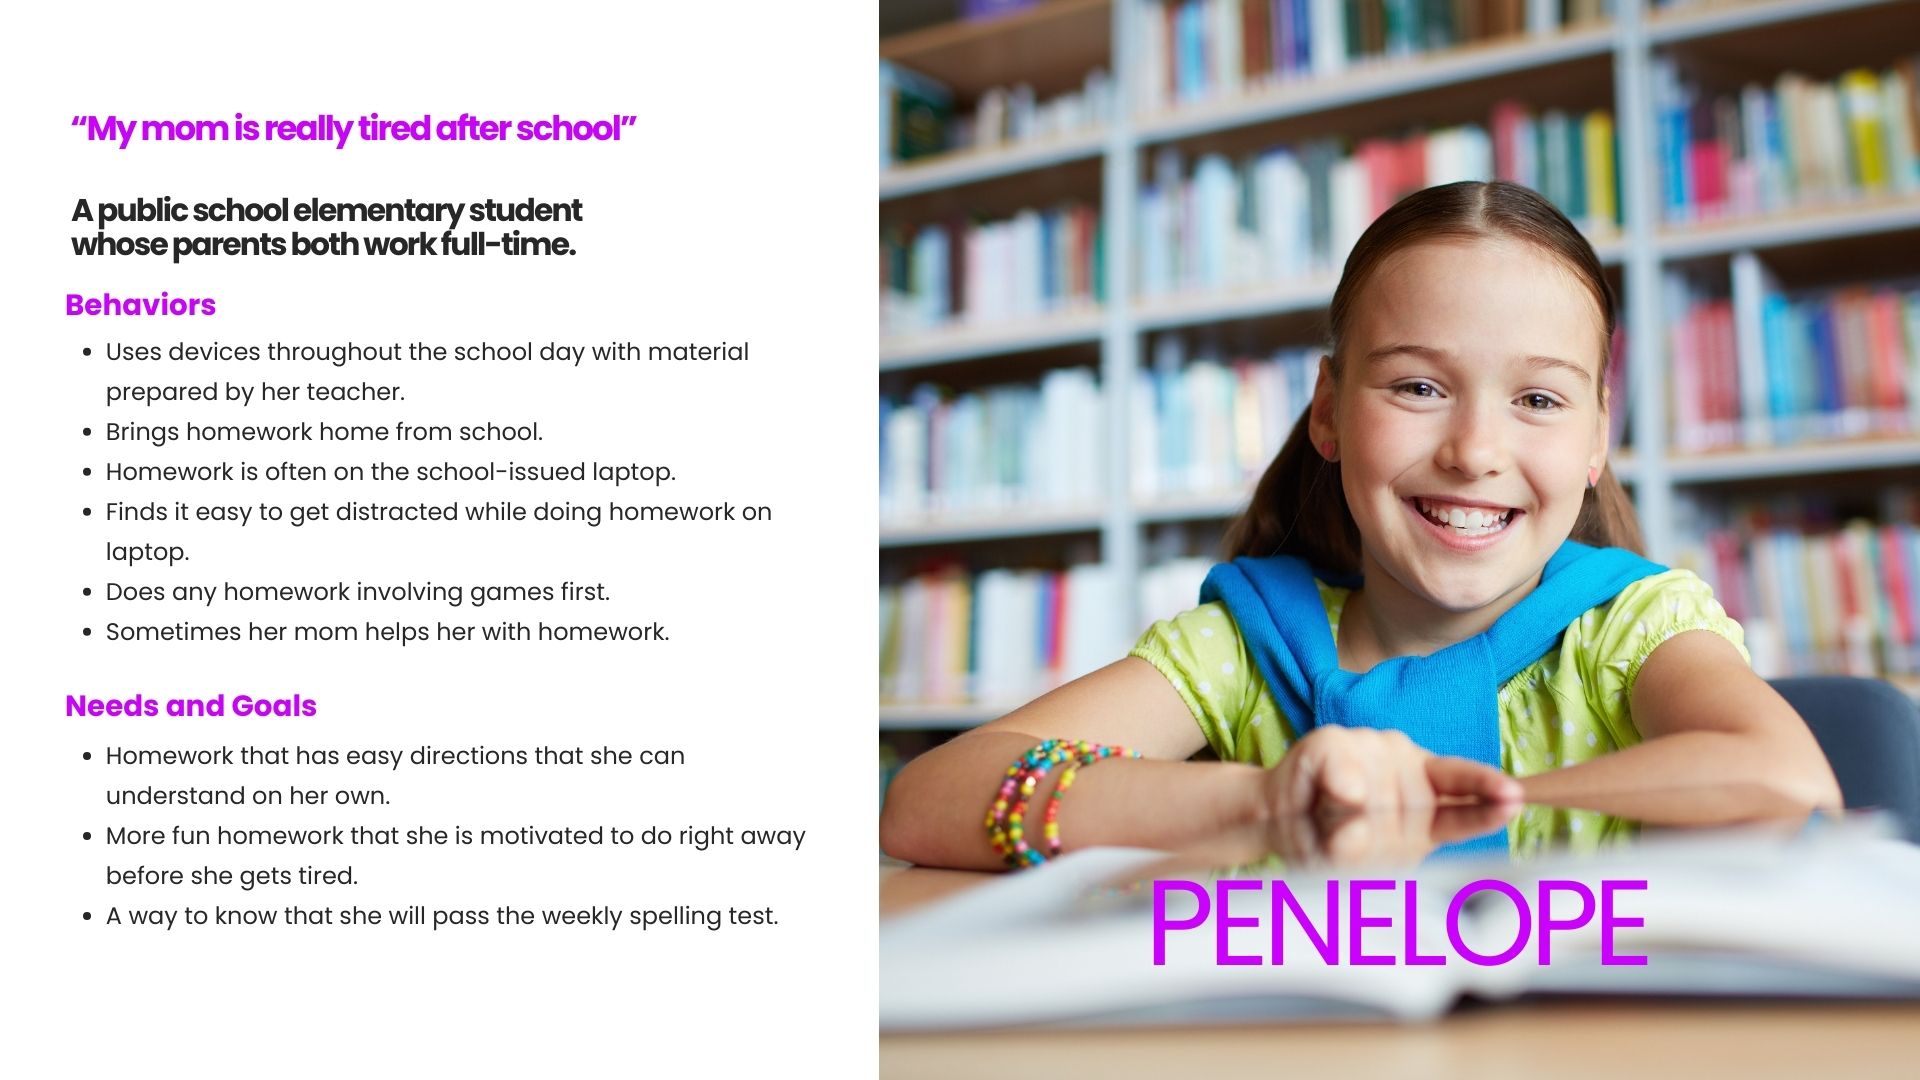 “My mom is really tired after school”
A public school elementary student
whose parents both work full-time.
Behaviors
• Uses devices throughout the school day with material
prepared by her teacher.
• Brings homework home from school.
• Homework is often on the school-issued laptop.
• Finds it easy to get distracted while doing homework on
laptop.
• Does any homework involving games first.
• Sometimes her mom helps her with homework.
Needs and Goals
• Homework that has easy directions that she can
understand on her own.
• More fun homework that she is motivated to do right away
before she gets tired.
• A way to know that she will pass the weekly spelling test.
PENELOPE